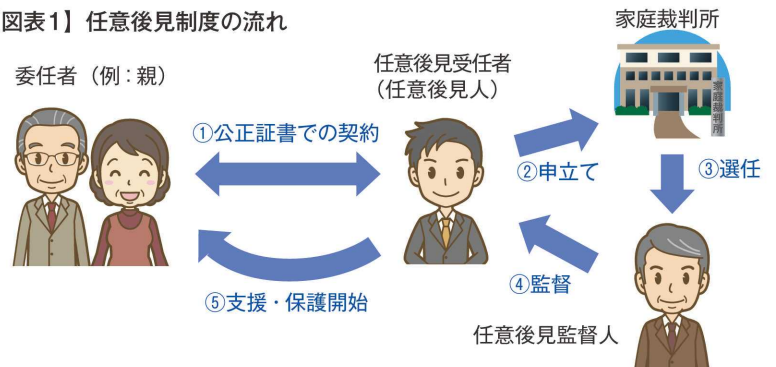 図表1】任意後見制度の流れ
家庭裁判所
委任者（例：親）
任意後見受任者
（任意後見人）
家庭裁判所
①公正証書での契約
②申立て
③選任
④監督
⑤支援・保護開始
任意後見監督人